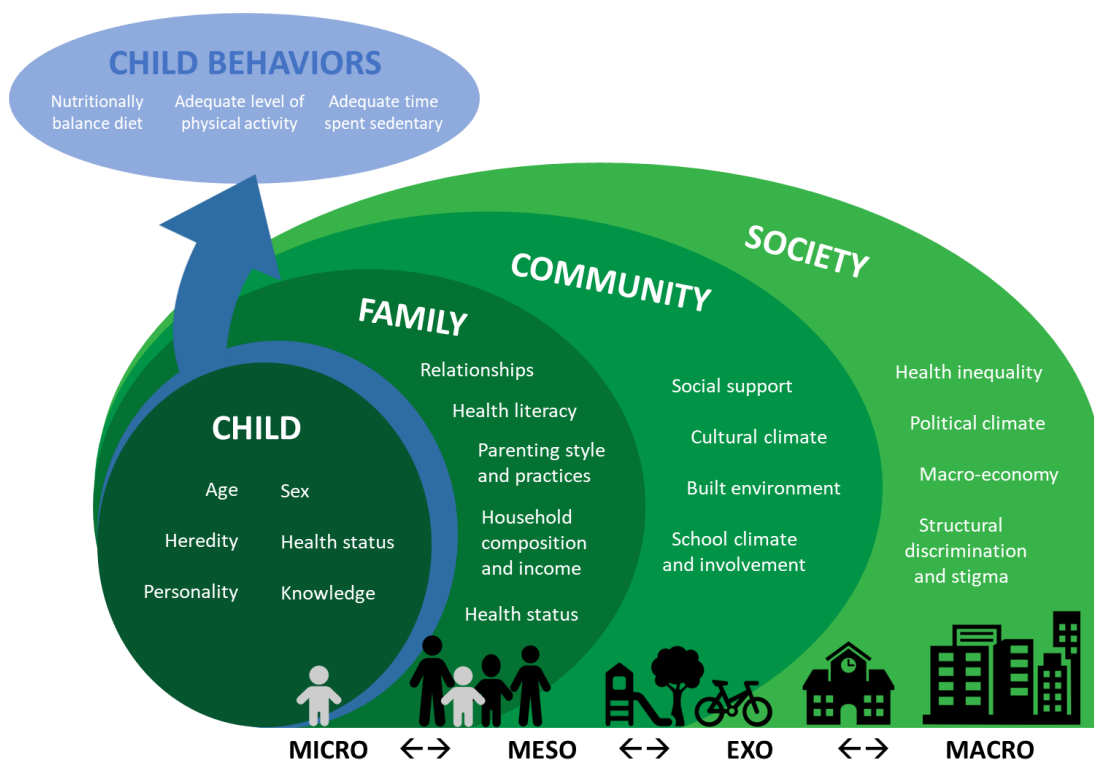 CHILD BEHAVIORS
Nutritionally
balance diet
Adequate level of
physical activity
Adequate time
spent sedentary
SOCIETY
Health inequality
Political climate
Macro-economy
Structural
discrimination
and stigma
COMMUNITY
Social support
Cultural climate
Built environment
School climate
and involvement
FAMILY
Relationships
Health literacy
Parenting style
and practices
Household
composition
and income
Health status
CHILD
Age
Sex
Heredity
Health status
Personality
Knowledge
MICRO ←→ MESO ←→ EXO ←→ MACRO